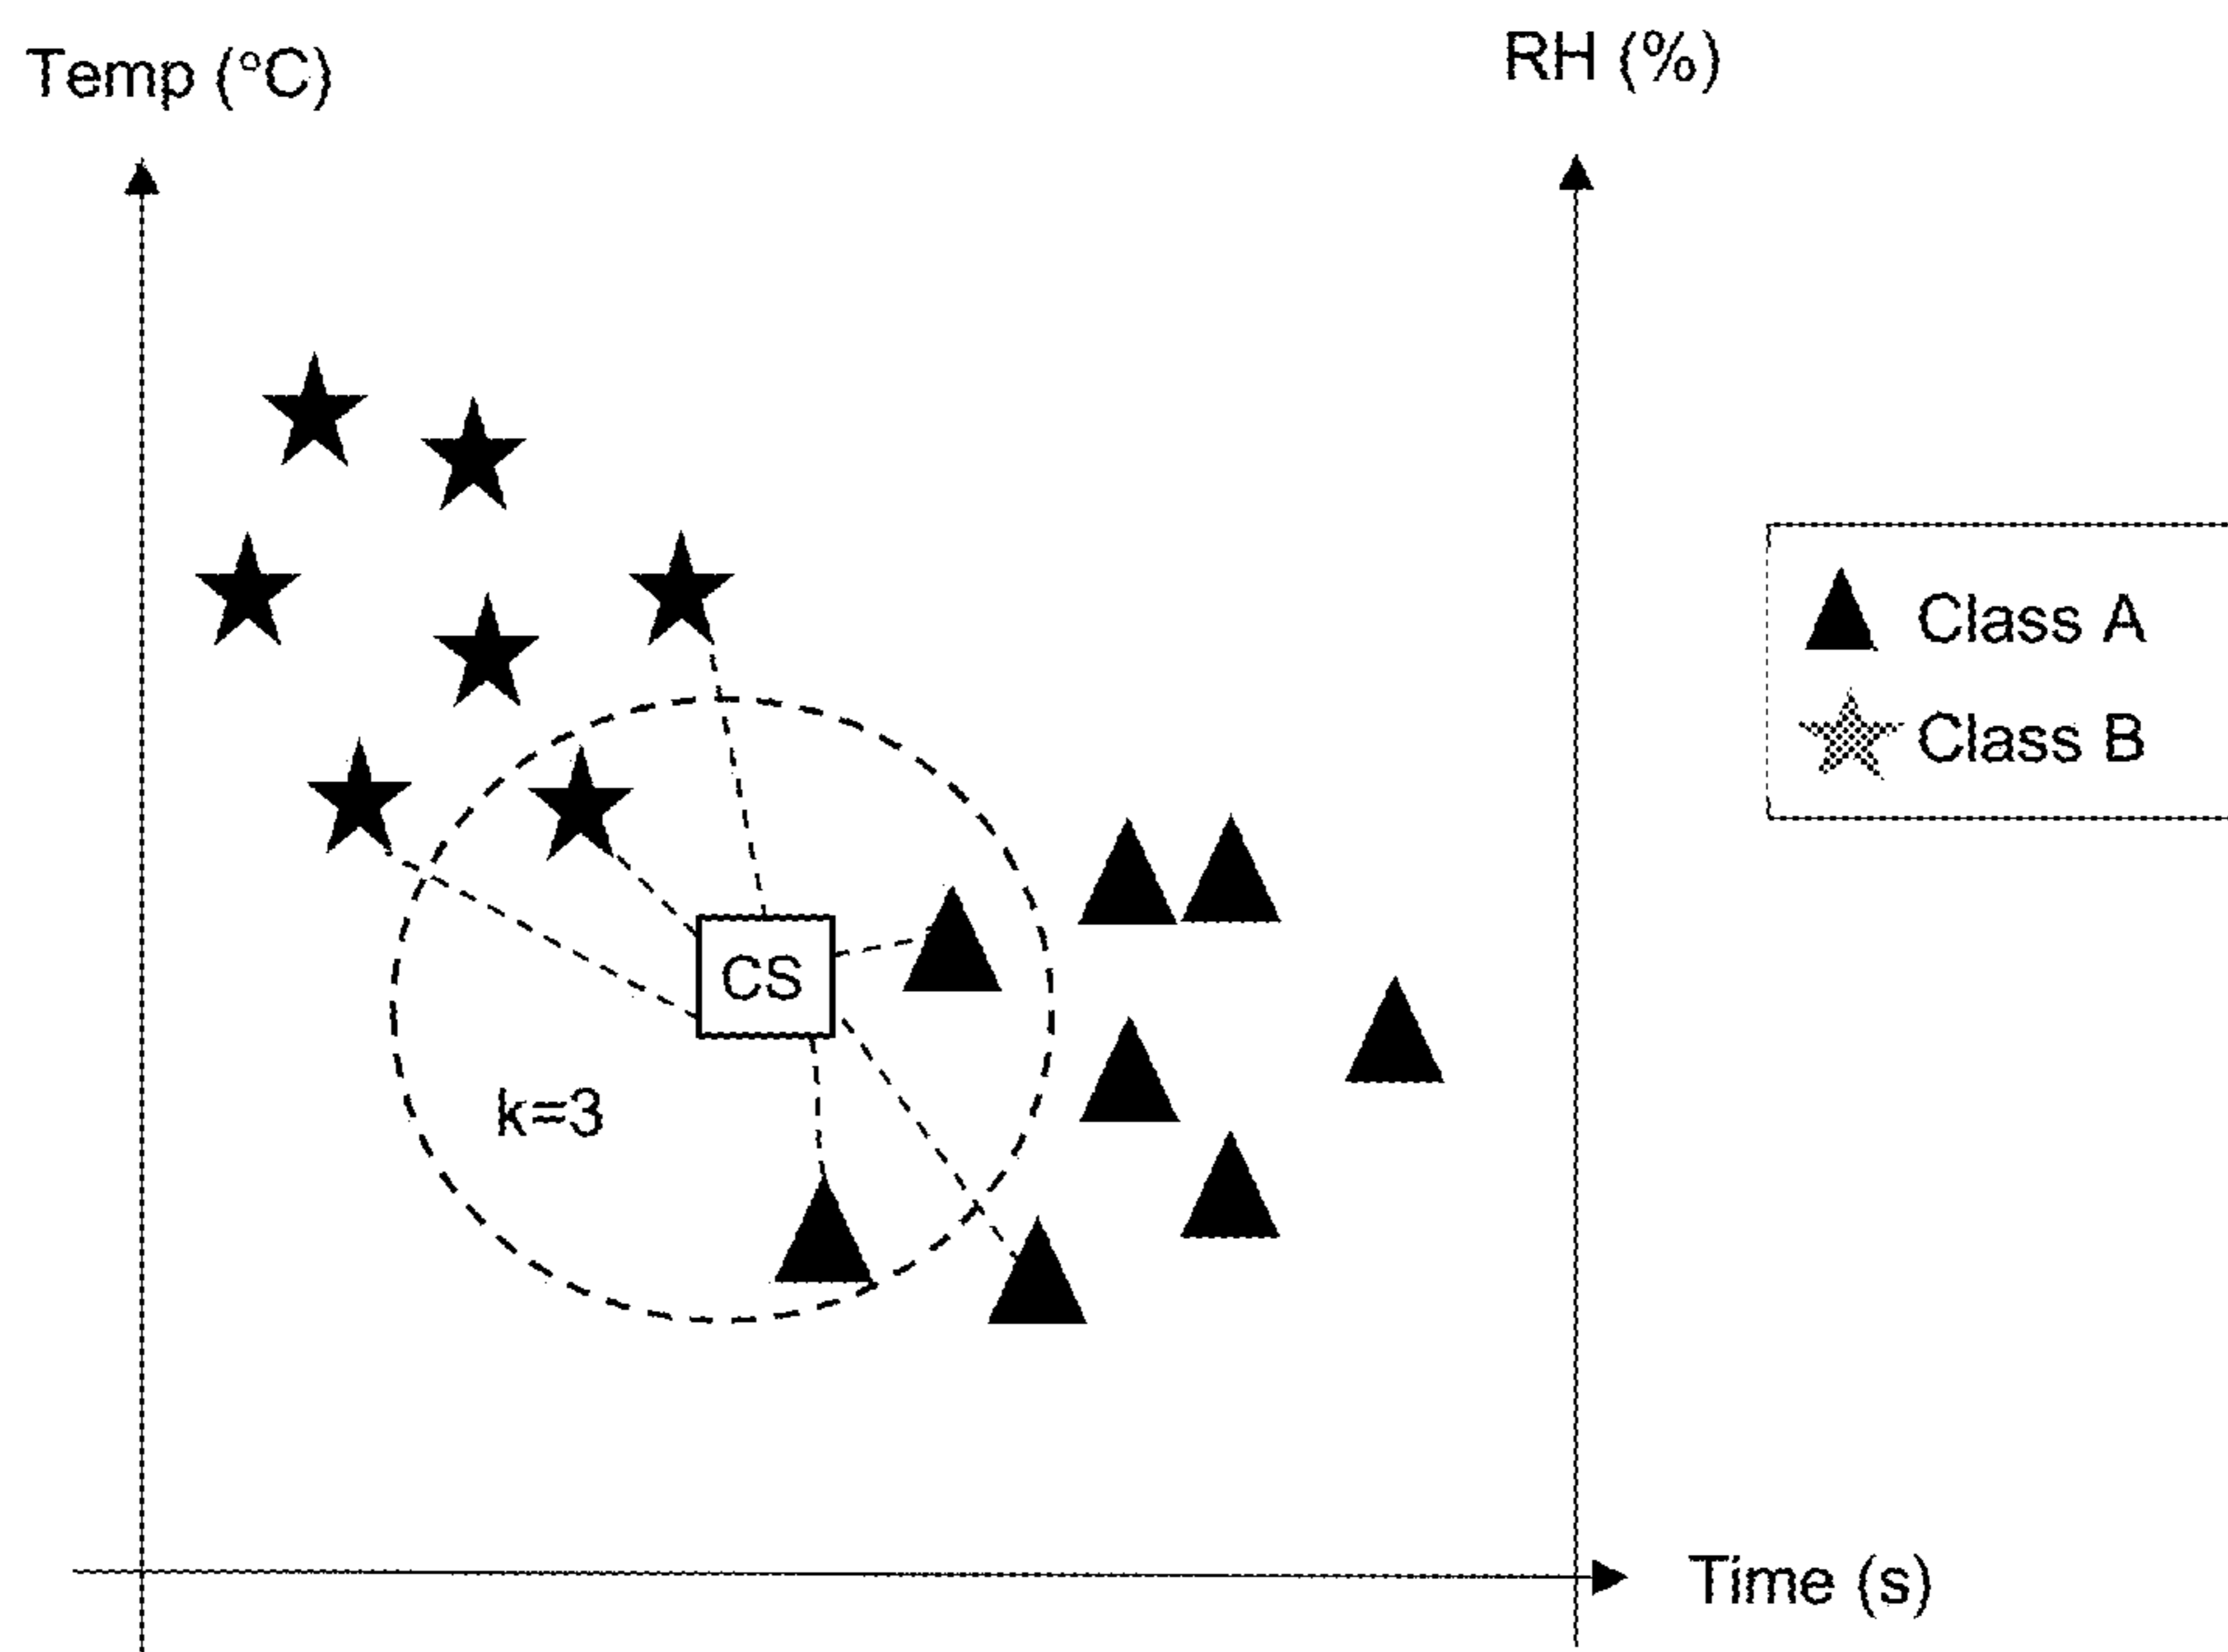 Temp (°C)
RH (%)
Class A
Class B
CS
k=3
Time (s)